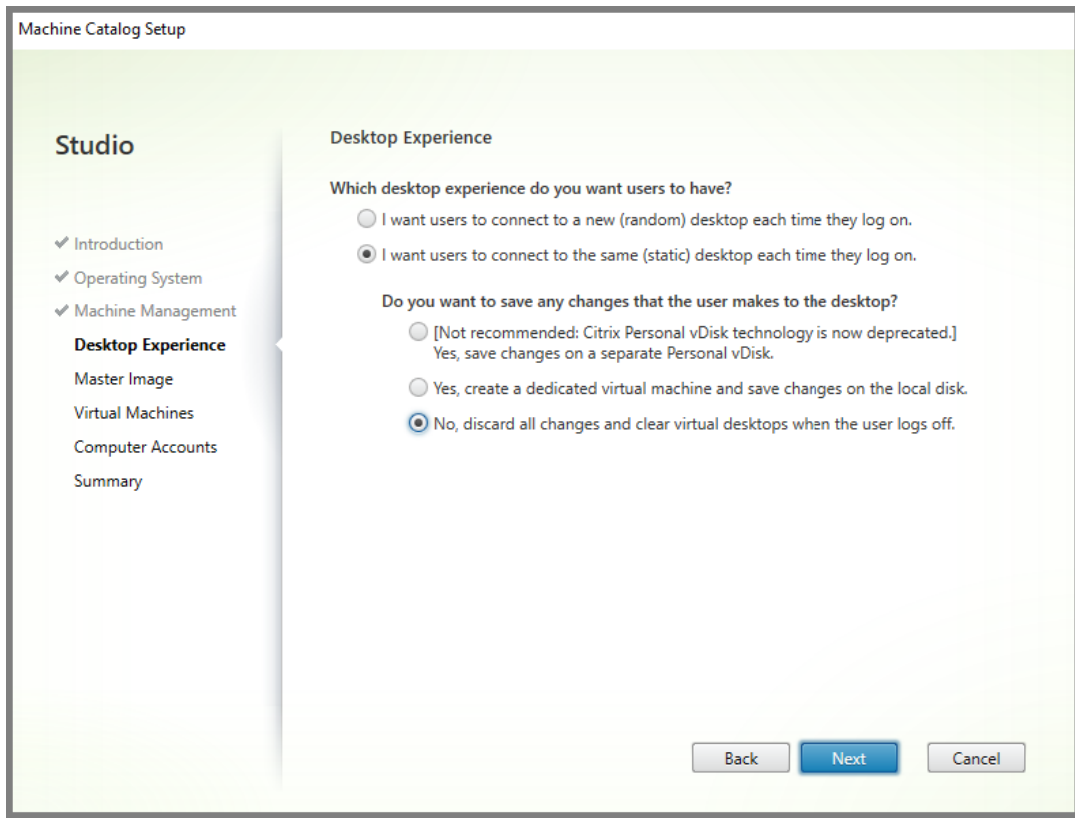 Machine Catalog Setup
Studio
Introduction
Operating System
Machine Management
Desktop Experience
Master Image
Virtual Machines
Computer Accounts
Summary
Desktop Experience
Which desktop experience do you want users to have?
I want users to connect to a new (random) desktop each time they log on.
I want users to connect to the same (static) desktop each time they log on.
Do you want to save any changes that the user makes to the desktop?
[Not recommended: Citrix Personal vDisk technology is now deprecated.]
Yes, save changes on a separate Personal vDisk.
Yes, create a dedicated virtual machine and save changes on the local disk.
No, discard all changes and clear virtual desktops when the user logs off.
Back
Next
Cancel